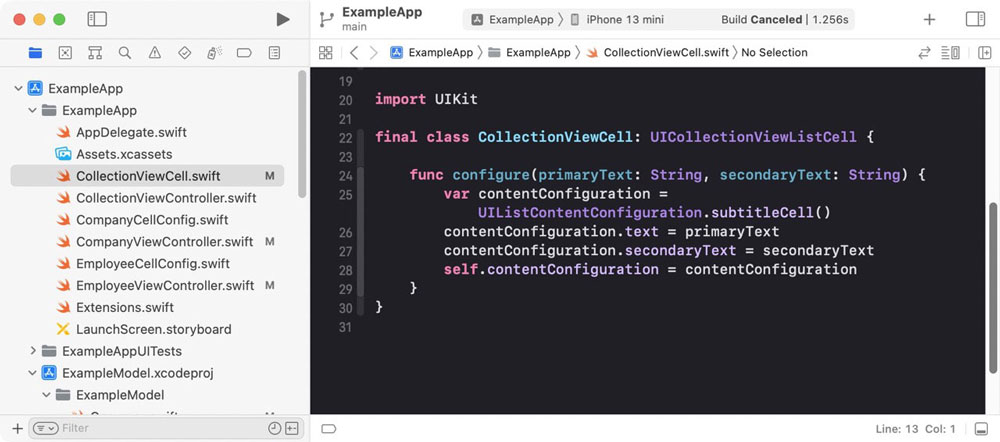 ExampleApp
main
ExampleApp
iPhone 13 mini
Build Canceled | 1.256s
ExampleApp
ExampleApp
CollectionViewCell.swift
No Selection
ExampleApp
ExampleApp
AppDelegate.swift
Assets.xcassets
CollectionViewCell.swift M
CollectionViewController.swift
CompanyCellConfig.swift
CompanyViewController.swift M
EmployeeCellConfig.swift
EmployeeViewController.swift M
Extensions.swift
LaunchScreen.storyboard
ExampleAppUITests
ExampleModel.xcodeproj
ExampleModel
Filter
19
20 import UIKit
21
22 final class CollectionViewCell: UICollectionViewListCell {
23
24 func configure(primaryText: String, secondaryText: String) {
25 var contentConfiguration =
UIListContentConfiguration.subtitleCell()
26 contentConfiguration.text = primaryText
27 contentConfiguration.secondaryText = secondaryText
28 self.contentConfiguration = contentConfiguration
29 }
30 }
31
Line: 13 Col: 1